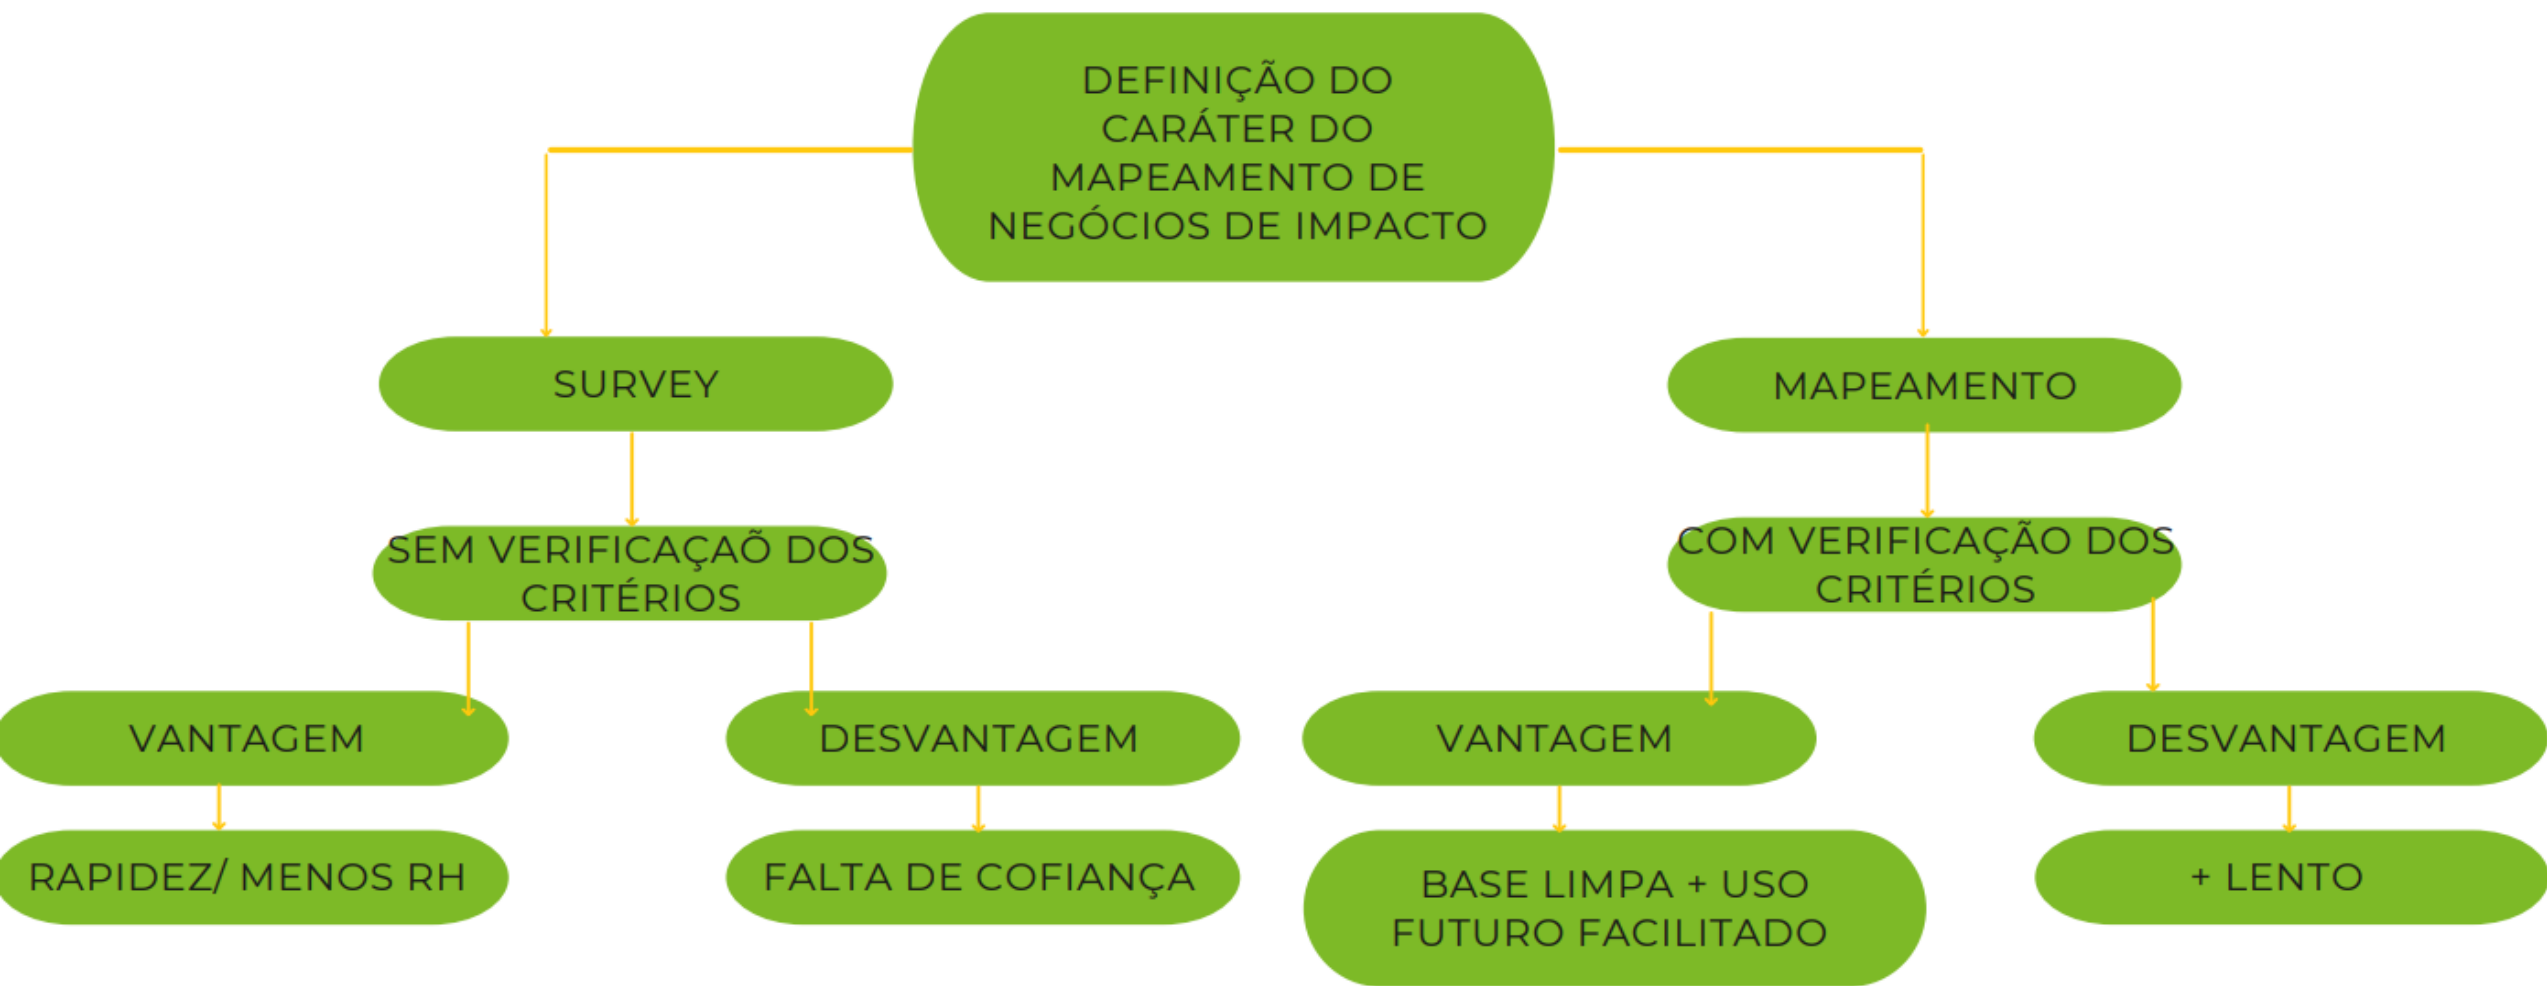 DEFINIÇÃO DO
CARÁTER DO
MAPEAMENTO DE
NEGÓCIOS DE IMPACTO
SURVEY
MAPEAMENTO
SEM VERIFICAÇAÕ DOS
CRITÉRIOS
COM VERIFICAÇÃO DOS
CRITÉRIOS
VANTAGEM
DESVANTAGEM
VANTAGEM
DESVANTAGEM
RAPIDEZ/ MENOS RH
FALTA DE COFIANÇA
BASE LIMPA + USO
FUTURO FACILITADO
+ LENTO